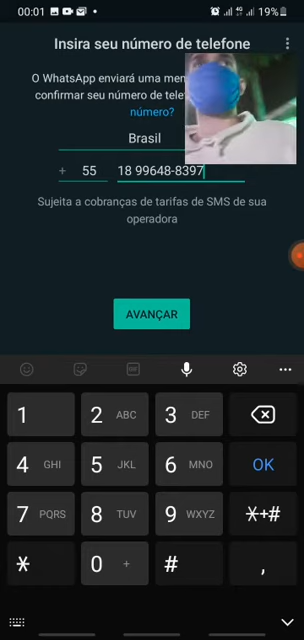 00:01 4G 19%
Insira seu número de telefone
O WhatsApp enviará uma men
confirmar seu número de tele
número?
Brasil
+ 55 18 99648-8397
Sujeita a cobranças de tarifas de SMS de sua
operadora
AVANÇAR
GIF
1 2 ABC 3 DEF
4 GHI 5 JKL 6 MNO OK
7 PQRS 8 TUV 9 WXYZ *+#
* 0 + # ,